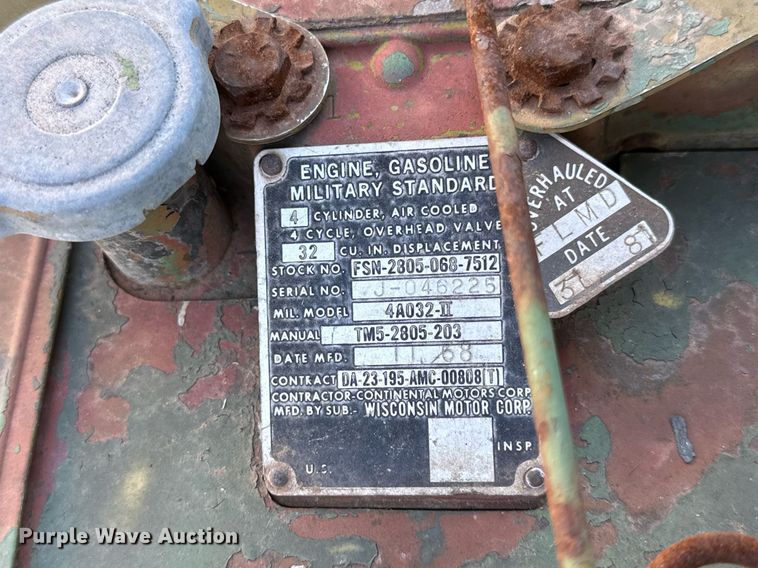 ENGINE, GASOLINE
MILITARY STANDARD
4 CYLINDER, AIR COOLED
4 CYCLE, OVERHEAD VALVE
32 CU. IN. DISPLACEMENT
STOCK NO. FSN-2805-068-7512
SERIAL NO. J-046225
MIL. MODEL 4A032-II
MANUAL TM5-2805-203
DATE MFD. 11 68
CONTRACT DA-23-195-AMC-00808(T)
CONTRACTOR-CONTINENTAL MOTORS CORP.
MFD. BY SUB.- WISCONSIN MOTOR CORP.
INSP.
U.S.
OVERHAULED
AT
FLMD
DATE
37 81
Purple Wave Auction